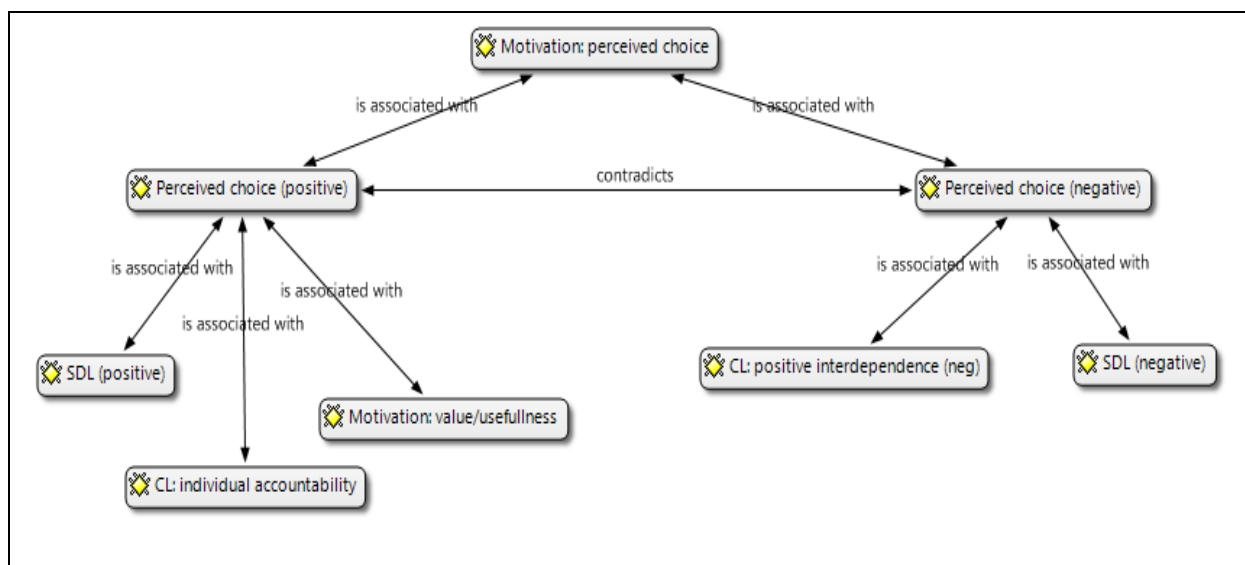 Motivation: perceived choice
is associated with
is associated with
contradicts
Perceived choice (positive)
Perceived choice (negative)
is associated with
is associated with
is associated with
is associated with
is associated with
SDL (positive)
CL: positive interdependence (neg)
SDL (negative)
Motivation: value/usefullness
CL: individual accountability